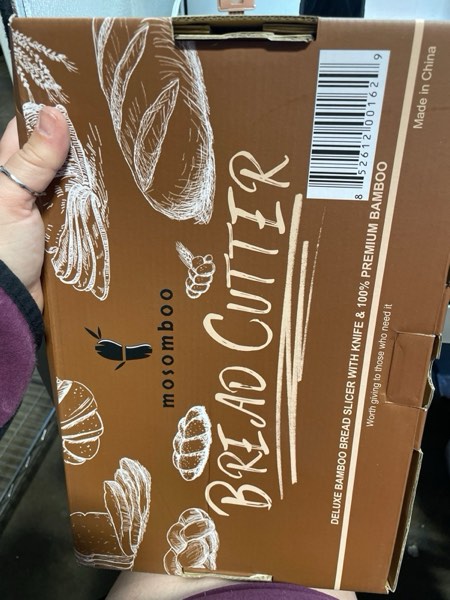 mosomboo
BREAD CUTTER
8 52612 00162 9
DELUXE BAMBOO BREAD SLICER WITH KNIFE & 100% PREMIUM BAMBOO
Worth giving to those who need it
Made in China